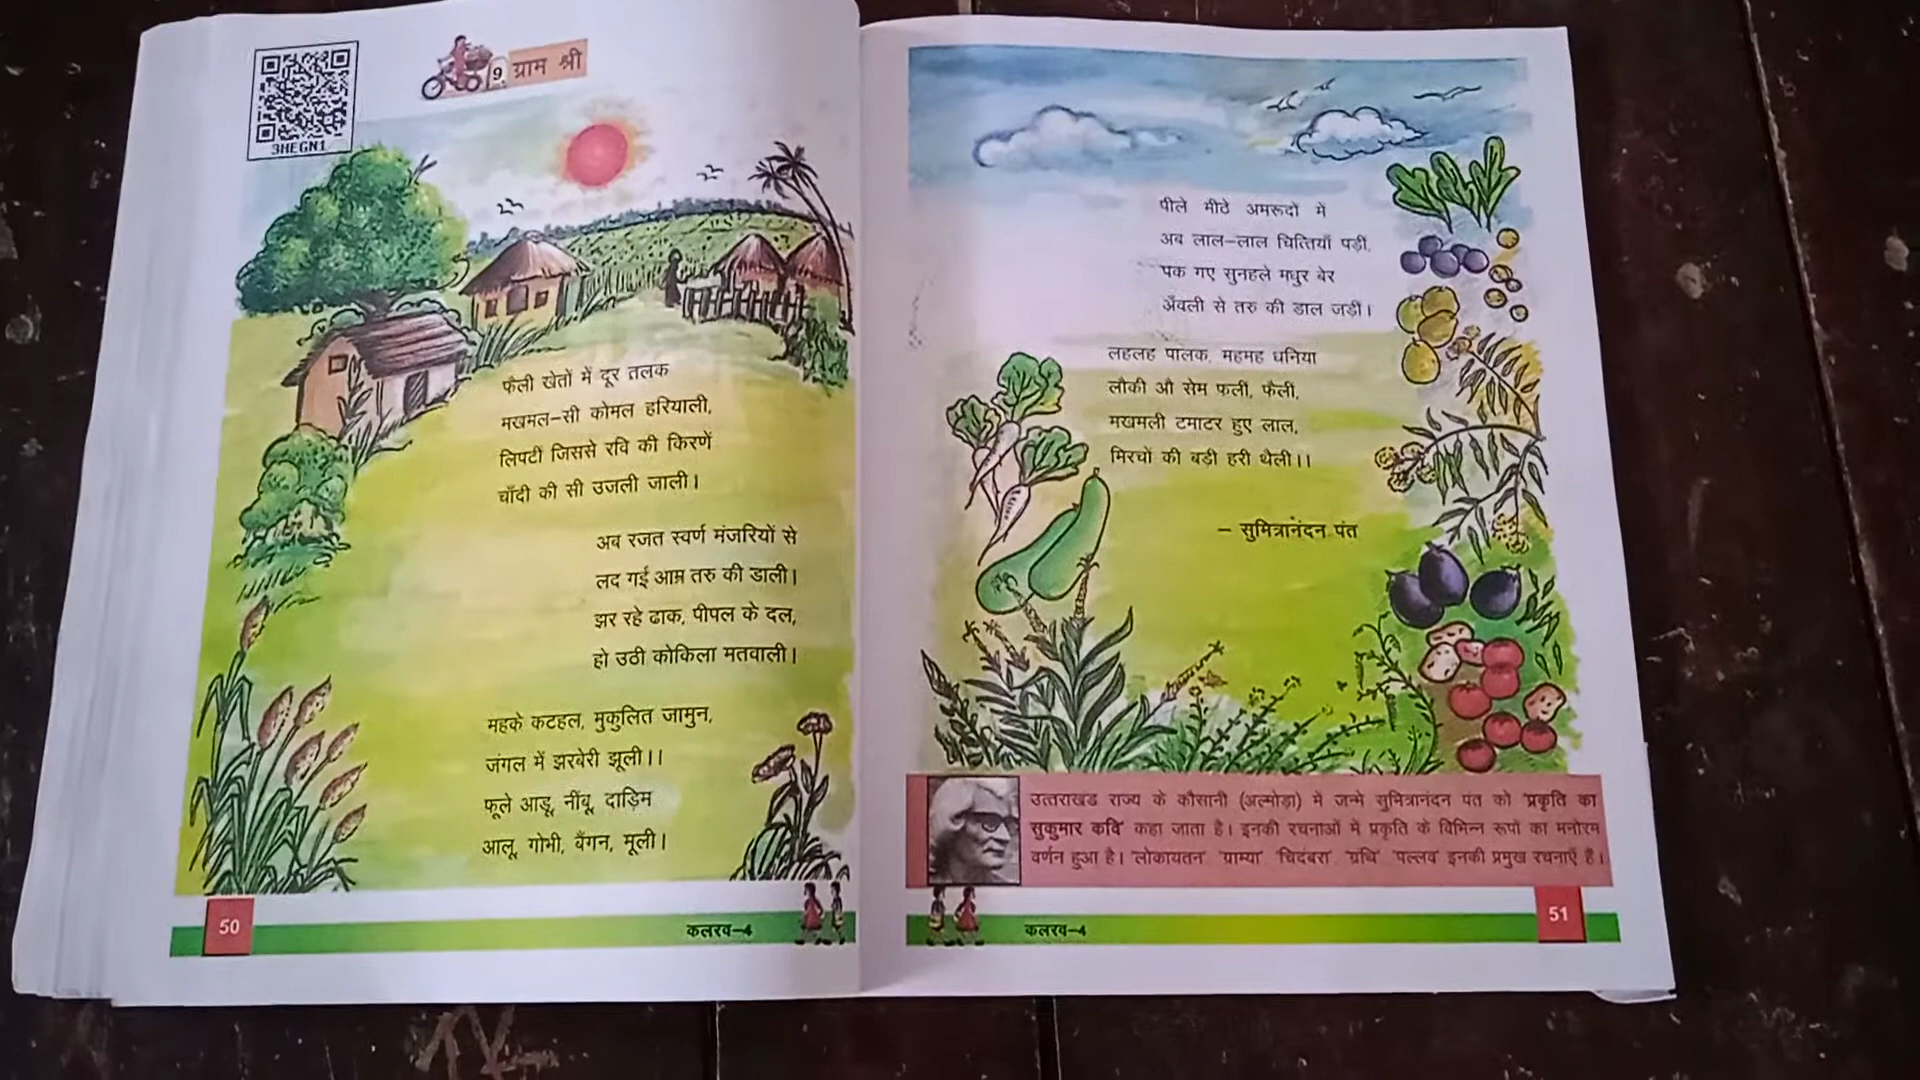 3HEGN1
9 ग्राम श्री
फैली खेतों में दूर तलक
मखमल-सी कोमल हरियाली,
लिपटीं जिससे रवि की किरणें
चाँदी की सी उजली जाली।
अब रजत स्वर्ण मंजरियों से
लद गई आम्र तरु की डाली।
झर रहे ढाक, पीपल के दल,
हो उठी कोकिला मतवाली।
महके कटहल, मुकुलित जामुन,
जंगल में झरबेरी झूली।।
फूले आड़ू, नींबू, दाड़िम
आलू, गोभी, बैंगन, मूली।
50
कलरव-4
पीले मीठे अमरूदों में
अब लाल-लाल चित्तियाँ पड़ीं,
पक गए सुनहले मधुर बेर
अँवली से तरु की डाल जड़ीं।
लहलह पालक, महमह धनिया
लौकी औ सेम फलीं, फैलीं,
मखमली टमाटर हुए लाल,
मिरचों की बड़ी हरी थैली।।
– सुमित्रानंदन पंत
उत्तराखंड राज्य के कौसानी (अल्मोड़ा) में जन्मे सुमित्रानंदन पंत को 'प्रकृति का
सुकुमार कवि' कहा जाता है। इनकी रचनाओं में प्रकृति के विभिन्न रूपों का मनोरम
वर्णन हुआ है। 'लोकायतन' 'ग्राम्या' 'चिदंबरा' 'ग्रंथि' 'पल्लव' इनकी प्रमुख रचनाएँ हैं।
कलरव-4
51